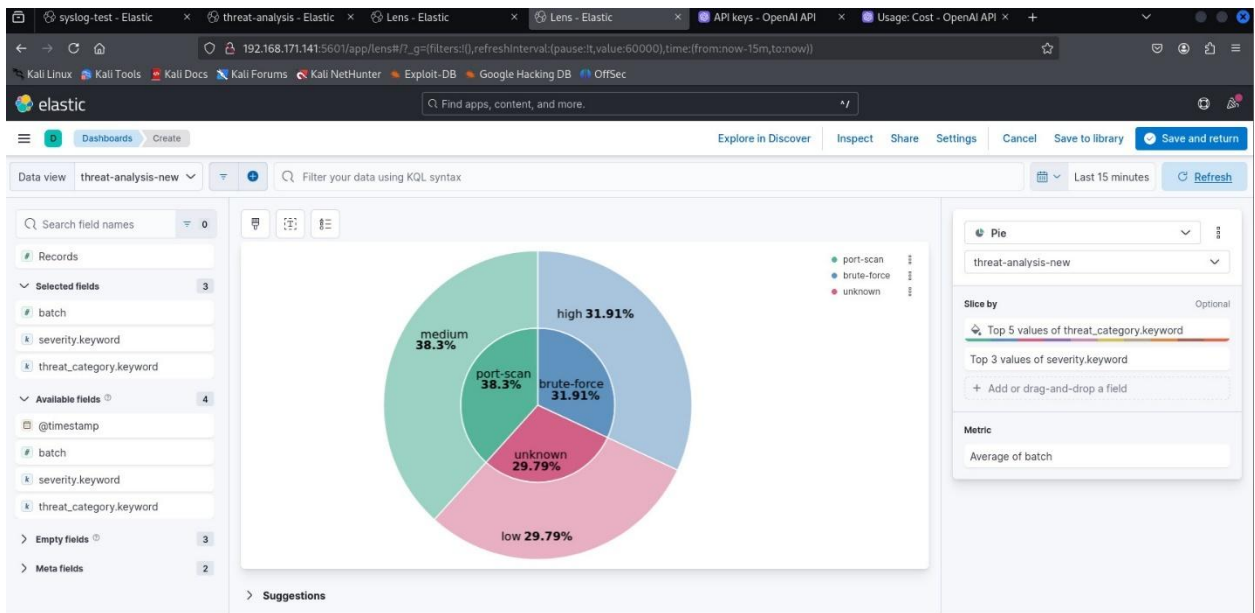 syslog-test - Elastic
threat-analysis - Elastic
Lens - Elastic
Lens - Elastic
API keys - OpenAI API
Usage: Cost - OpenAI API
192.168.171.141:5601/app/lens#/?_g=(filters:!(),refreshInterval:(pause:!t,value:60000),time:(from:now-15m,to:now))
Kali Linux Kali Tools Kali Docs Kali Forums Kali NetHunter Exploit-DB Google Hacking DB OffSec
elastic
Find apps, content, and more.
^/
D Dashboards Create
Explore in Discover Inspect Share Settings Cancel Save to library Save and return
Data view threat-analysis-new
Filter your data using KQL syntax
Last 15 minutes
Refresh
Search field names
0
Records
Selected fields 3
batch
severity.keyword
threat_category.keyword
Available fields 4
@timestamp
batch
severity.keyword
threat_category.keyword
Empty fields 3
Meta fields 2
medium
38.3%
high 31.91%
port-scan
38.3%
brute-force
31.91%
unknown
29.79%
low 29.79%
port-scan
brute-force
unknown
Suggestions
Pie
threat-analysis-new
Slice by Optional
Top 5 values of threat_category.keyword
Top 3 values of severity.keyword
+ Add or drag-and-drop a field
Metric
Average of batch